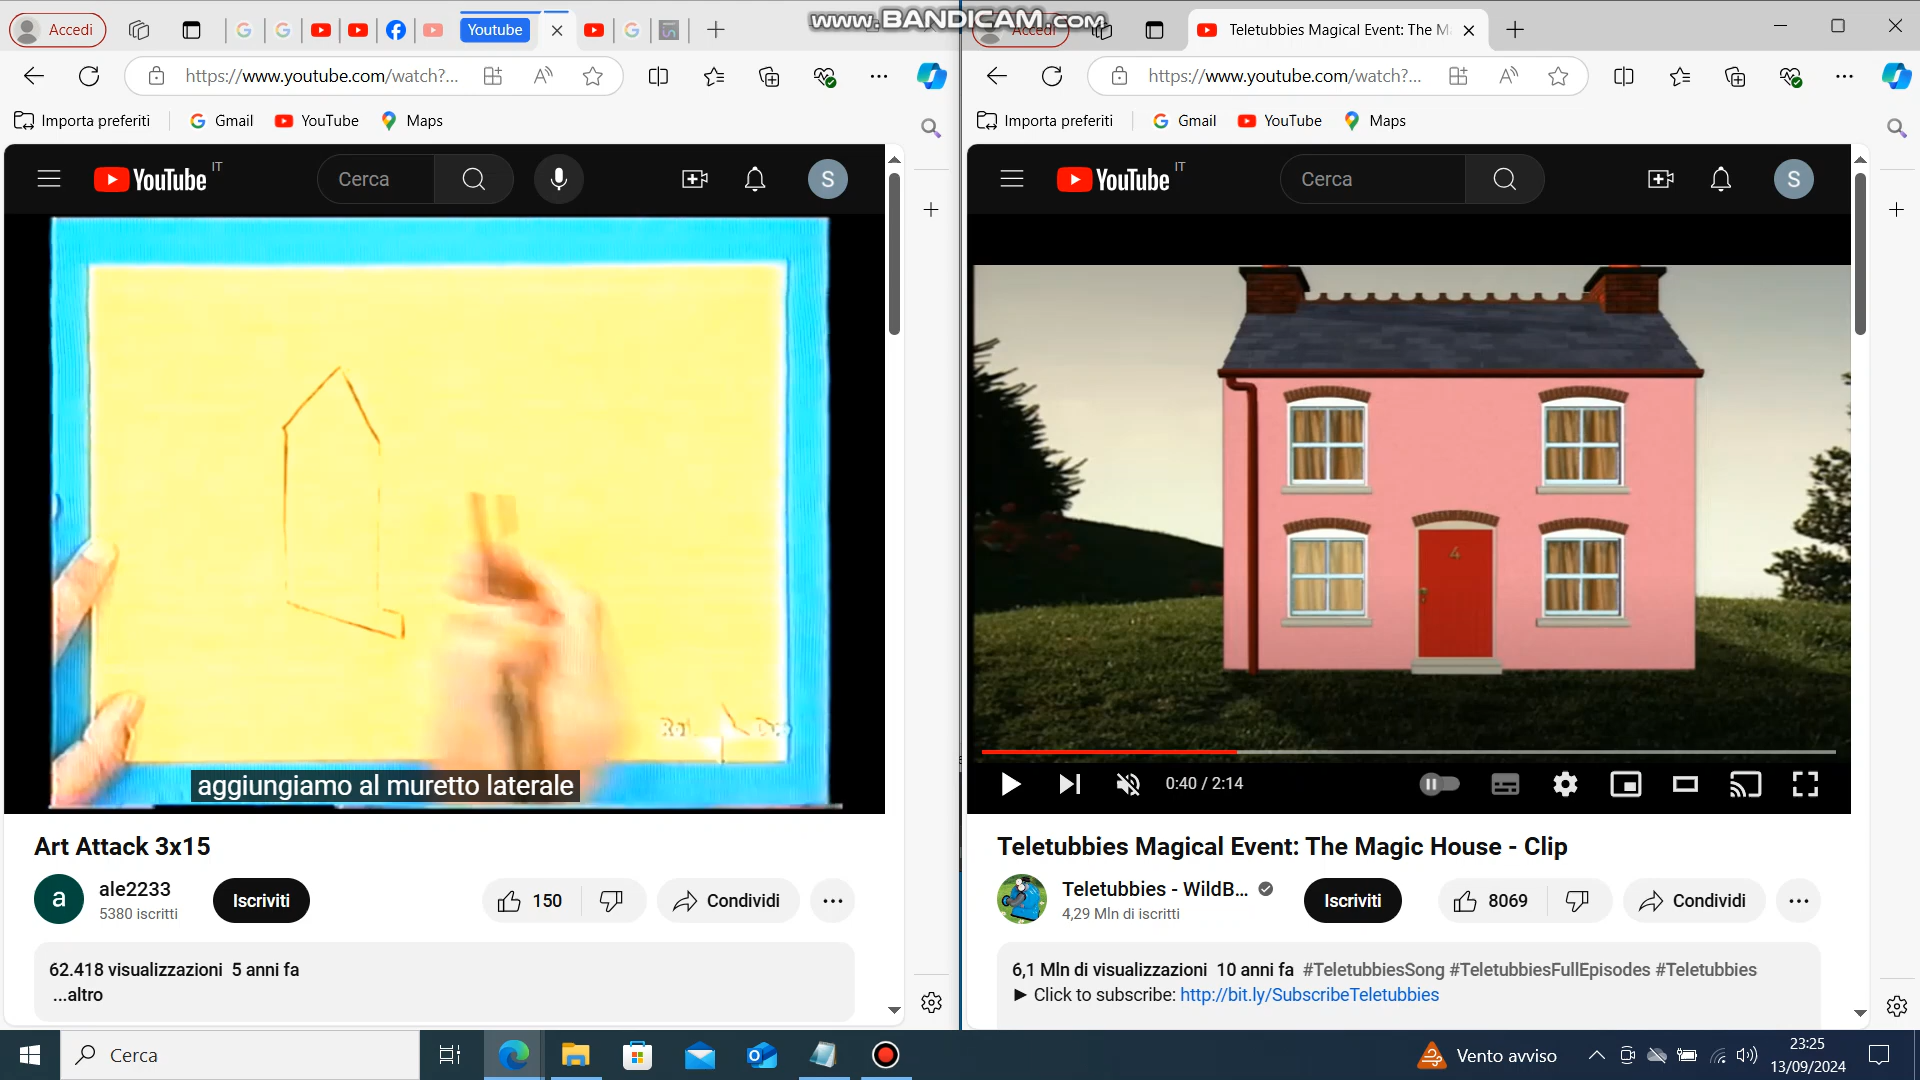 www.BANDICAM.com
Accedi
Youtube
https://www.youtube.com/watch?...
Importa preferiti
Gmail
YouTube
Maps
YouTube IT
Cerca
S
aggiungiamo al muretto laterale
Art Attack 3x15
a
ale2233
5380 iscritti
Iscriviti
150
Condividi
62.418 visualizzazioni 5 anni fa
...altro
Accedi
Teletubbies Magical Event: The M
https://www.youtube.com/watch?...
Importa preferiti
Gmail
YouTube
Maps
YouTube IT
Cerca
S
4
0:40 / 2:14
Teletubbies Magical Event: The Magic House - Clip
Teletubbies - WildB...
4,29 Mln di iscritti
Iscriviti
8069
Condividi
6,1 Mln di visualizzazioni 10 anni fa #TeletubbiesSong #TeletubbiesFullEpisodes #Teletubbies
► Click to subscribe: http://bit.ly/SubscribeTeletubbies
Cerca
Vento avviso
23:25
13/09/2024